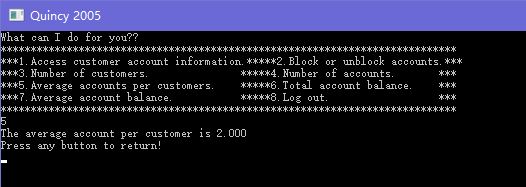 Quincy 2005
What can I do for you??
******************************************************************************
***1.Access customer account information.*****2.Block or unblock accounts.***
***3.Number of customers.                *****4.Number of accounts.       ***
***5.Average accounts per customers.     *****6.Total account balance.    ***
***7.Average account balance.            *****8.Log out.                  ***
******************************************************************************
5
The average account per customer is 2.000
Press any button to return!